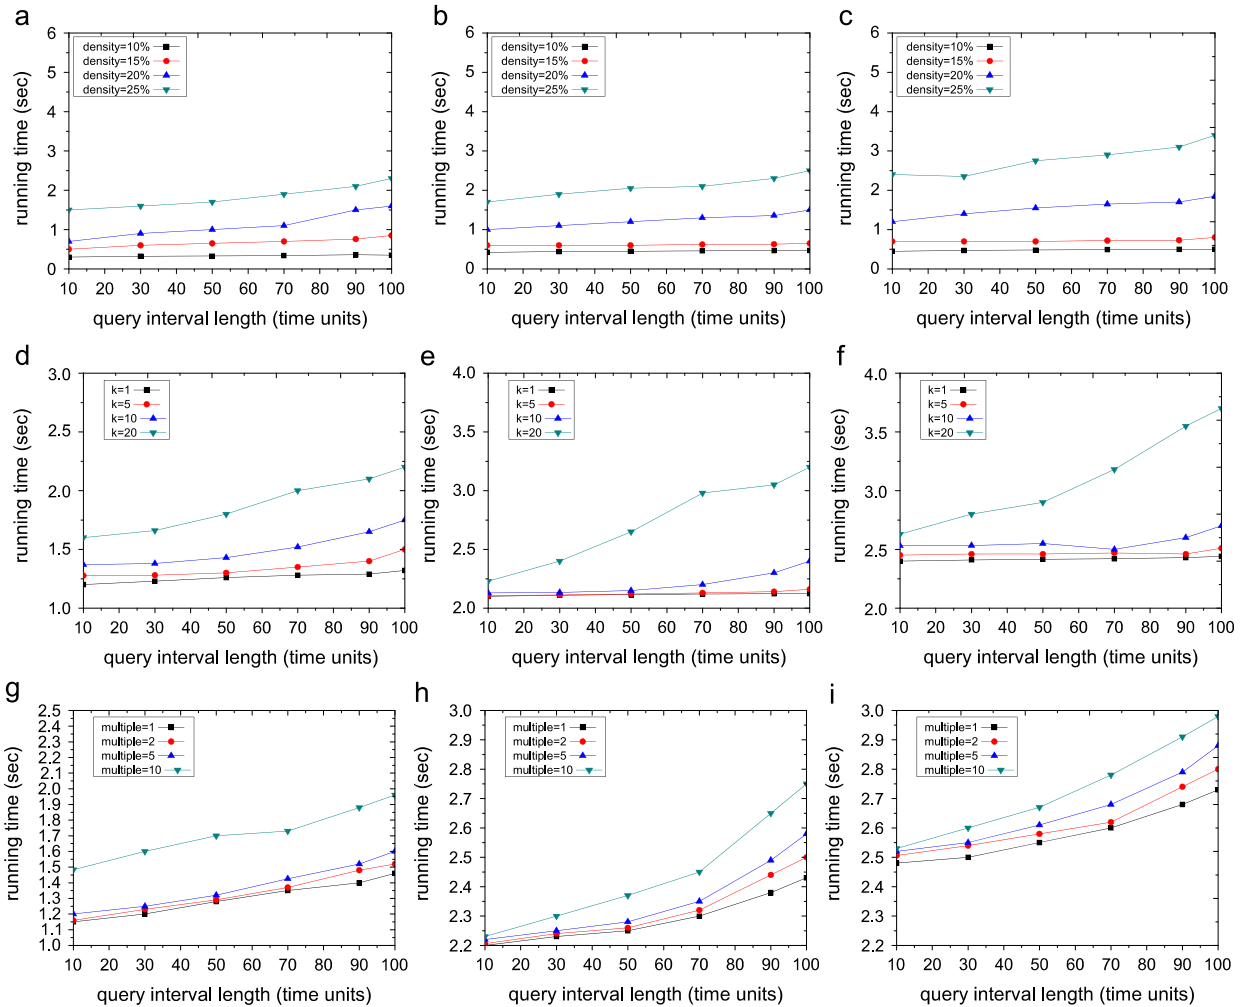 a
6
5
4
3
2
1
0
running time (sec)
density=10%
density=15%
density=20%
density=25%
10 20 30 40 50 60 70 80 90 100
query interval length (time units)
b
6
5
4
3
2
1
0
running time (sec)
density=10%
density=15%
density=20%
density=25%
10 20 30 40 50 60 70 80 90 100
query interval length (time units)
c
6
5
4
3
2
1
0
running time (sec)
density=10%
density=15%
density=20%
density=25%
10 20 30 40 50 60 70 80 90 100
query interval length (time units)
d
3.0
2.5
2.0
1.5
1.0
running time (sec)
k=1
k=5
k=10
k=20
10 20 30 40 50 60 70 80 90 100
query interval length (time units)
e
4.0
3.5
3.0
2.5
2.0
running time (sec)
k=1
k=5
k=10
k=20
10 20 30 40 50 60 70 80 90 100
query interval length (time units)
f
4.0
3.5
3.0
2.5
2.0
running time (sec)
k=1
k=5
k=10
k=20
10 20 30 40 50 60 70 80 90 100
query interval length (time units)
g
2.5
2.4
2.3
2.2
2.1
2.0
1.9
1.8
1.7
1.6
1.5
1.4
1.3
1.2
1.1
1.0
running time (sec)
multiple=1
multiple=2
multiple=5
multiple=10
10 20 30 40 50 60 70 80 90 100
query interval length (time units)
h
3.0
2.9
2.8
2.7
2.6
2.5
2.4
2.3
2.2
running time (sec)
multiple=1
multiple=2
multiple=5
multiple=10
10 20 30 40 50 60 70 80 90 100
query interval length (time units)
i
3.0
2.9
2.8
2.7
2.6
2.5
2.4
2.3
2.2
running time (sec)
multiple=1
multiple=2
multiple=5
multiple=10
10 20 30 40 50 60 70 80 90 100
query interval length (time units)